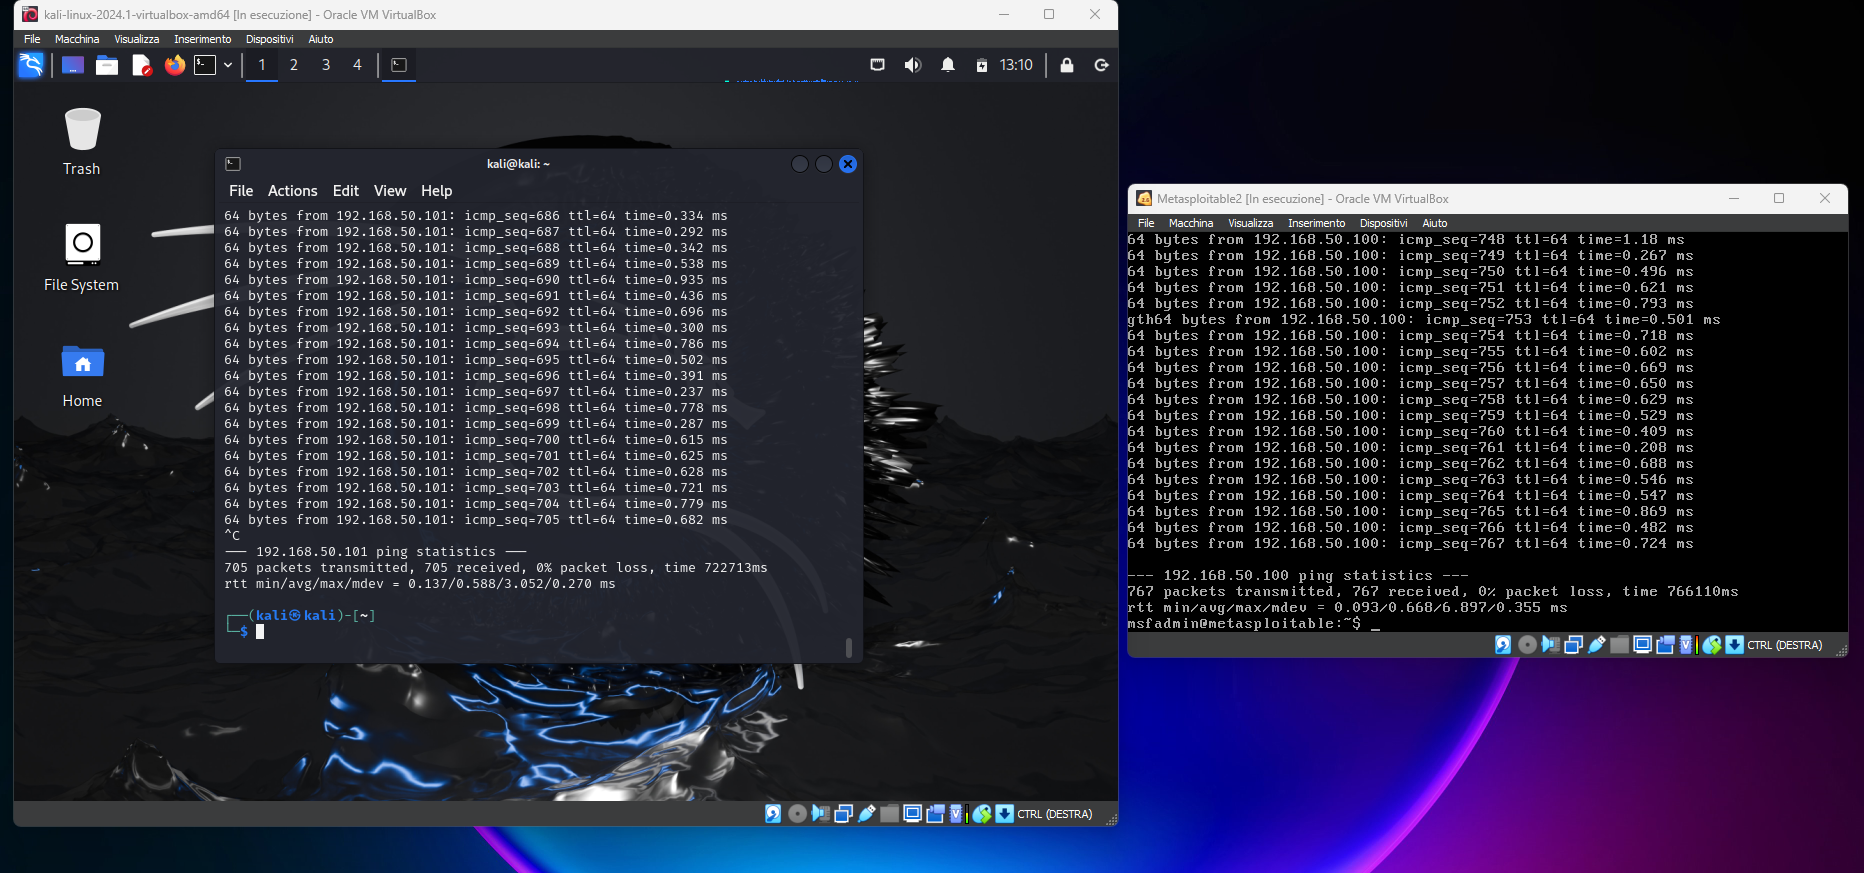 kali-linux-2024.1-virtualbox-amd64 [In esecuzione] - Oracle VM VirtualBox
File Macchina Visualizza Inserimento Dispositivi Aiuto
1 2 3 4 13:10
Trash
File System
Home
kali@kali: ~
File Actions Edit View Help
64 bytes from 192.168.50.101: icmp_seq=686 ttl=64 time=0.334 ms
64 bytes from 192.168.50.101: icmp_seq=687 ttl=64 time=0.292 ms
64 bytes from 192.168.50.101: icmp_seq=688 ttl=64 time=0.342 ms
64 bytes from 192.168.50.101: icmp_seq=689 ttl=64 time=0.538 ms
64 bytes from 192.168.50.101: icmp_seq=690 ttl=64 time=0.935 ms
64 bytes from 192.168.50.101: icmp_seq=691 ttl=64 time=0.436 ms
64 bytes from 192.168.50.101: icmp_seq=692 ttl=64 time=0.696 ms
64 bytes from 192.168.50.101: icmp_seq=693 ttl=64 time=0.300 ms
64 bytes from 192.168.50.101: icmp_seq=694 ttl=64 time=0.786 ms
64 bytes from 192.168.50.101: icmp_seq=695 ttl=64 time=0.502 ms
64 bytes from 192.168.50.101: icmp_seq=696 ttl=64 time=0.391 ms
64 bytes from 192.168.50.101: icmp_seq=697 ttl=64 time=0.237 ms
64 bytes from 192.168.50.101: icmp_seq=698 ttl=64 time=0.778 ms
64 bytes from 192.168.50.101: icmp_seq=699 ttl=64 time=0.287 ms
64 bytes from 192.168.50.101: icmp_seq=700 ttl=64 time=0.615 ms
64 bytes from 192.168.50.101: icmp_seq=701 ttl=64 time=0.625 ms
64 bytes from 192.168.50.101: icmp_seq=702 ttl=64 time=0.628 ms
64 bytes from 192.168.50.101: icmp_seq=703 ttl=64 time=0.721 ms
64 bytes from 192.168.50.101: icmp_seq=704 ttl=64 time=0.779 ms
64 bytes from 192.168.50.101: icmp_seq=705 ttl=64 time=0.682 ms
^C
--- 192.168.50.101 ping statistics ---
705 packets transmitted, 705 received, 0% packet loss, time 722713ms
rtt min/avg/max/mdev = 0.137/0.588/3.052/0.270 ms
┌──(kali㉿kali)-[~]
└─$
CTRL (DESTRA)
Metasploitable2 [In esecuzione] - Oracle VM VirtualBox
File Macchina Visualizza Inserimento Dispositivi Aiuto
64 bytes from 192.168.50.100: icmp_seq=748 ttl=64 time=1.18 ms
64 bytes from 192.168.50.100: icmp_seq=749 ttl=64 time=0.267 ms
64 bytes from 192.168.50.100: icmp_seq=750 ttl=64 time=0.496 ms
64 bytes from 192.168.50.100: icmp_seq=751 ttl=64 time=0.621 ms
64 bytes from 192.168.50.100: icmp_seq=752 ttl=64 time=0.793 ms
gth64 bytes from 192.168.50.100: icmp_seq=753 ttl=64 time=0.501 ms
64 bytes from 192.168.50.100: icmp_seq=754 ttl=64 time=0.718 ms
64 bytes from 192.168.50.100: icmp_seq=755 ttl=64 time=0.602 ms
64 bytes from 192.168.50.100: icmp_seq=756 ttl=64 time=0.669 ms
64 bytes from 192.168.50.100: icmp_seq=757 ttl=64 time=0.650 ms
64 bytes from 192.168.50.100: icmp_seq=758 ttl=64 time=0.629 ms
64 bytes from 192.168.50.100: icmp_seq=759 ttl=64 time=0.529 ms
64 bytes from 192.168.50.100: icmp_seq=760 ttl=64 time=0.409 ms
64 bytes from 192.168.50.100: icmp_seq=761 ttl=64 time=0.208 ms
64 bytes from 192.168.50.100: icmp_seq=762 ttl=64 time=0.688 ms
64 bytes from 192.168.50.100: icmp_seq=763 ttl=64 time=0.546 ms
64 bytes from 192.168.50.100: icmp_seq=764 ttl=64 time=0.547 ms
64 bytes from 192.168.50.100: icmp_seq=765 ttl=64 time=0.869 ms
64 bytes from 192.168.50.100: icmp_seq=766 ttl=64 time=0.482 ms
64 bytes from 192.168.50.100: icmp_seq=767 ttl=64 time=0.724 ms
--- 192.168.50.100 ping statistics ---
767 packets transmitted, 767 received, 0% packet loss, time 766110ms
rtt min/avg/max/mdev = 0.093/0.668/6.897/0.355 ms
msfadmin@metasploitable:~$ _
CTRL (DESTRA)